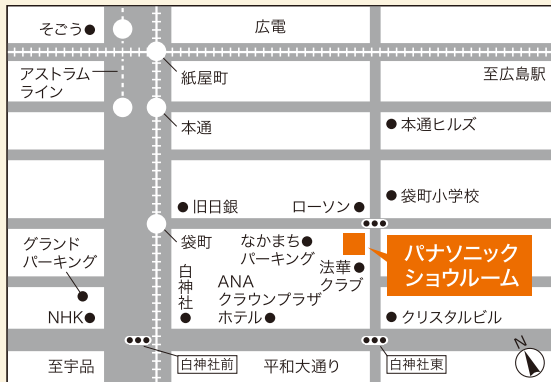 そごう
広電
アストラム
ライン
紙屋町
至広島駅
本通
本通ヒルズ
旧日銀
ローソン
袋町小学校
グランド
パーキング
袋町
なかまち
パーキング
パナソニック
ショウルーム
白神社
ANA
クラウンプラザ
ホテル
法華
クラブ
NHK
クリスタルビル
至宇品
白神社前
平和大通り
白神社東
N